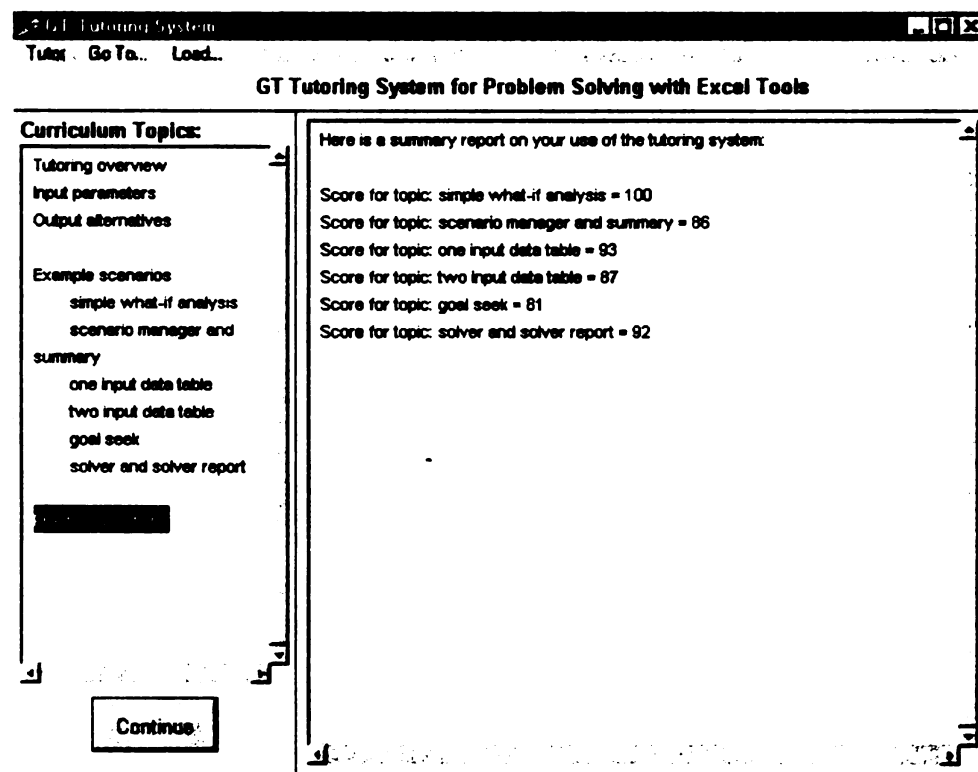 GT Tutoring System
Tutor Go To... Load...
GT Tutoring System for Problem Solving with Excel Tools
Curriculum Topics:
Tutoring overview
Input parameters
Output alternatives
Example scenarios
simple what-if analysis
scenario manager and
summary
one input data table
two input data table
goal seek
solver and solver report
Continue
Here is a summary report on your use of the tutoring system:
Score for topic: simple what-if analysis = 100
Score for topic: scenario manager and summary = 86
Score for topic: one input data table = 93
Score for topic: two input data table = 87
Score for topic: goal seek = 81
Score for topic: solver and solver report = 92